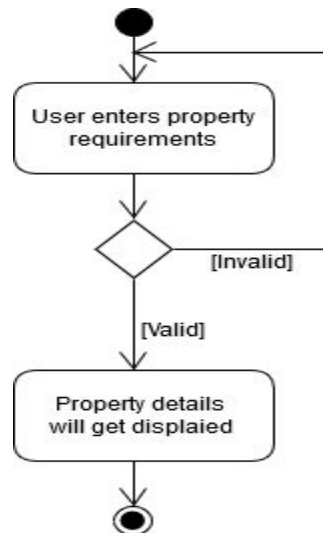 User enters property
requirements
[Invalid]
[Valid]
Property details
will get displaied